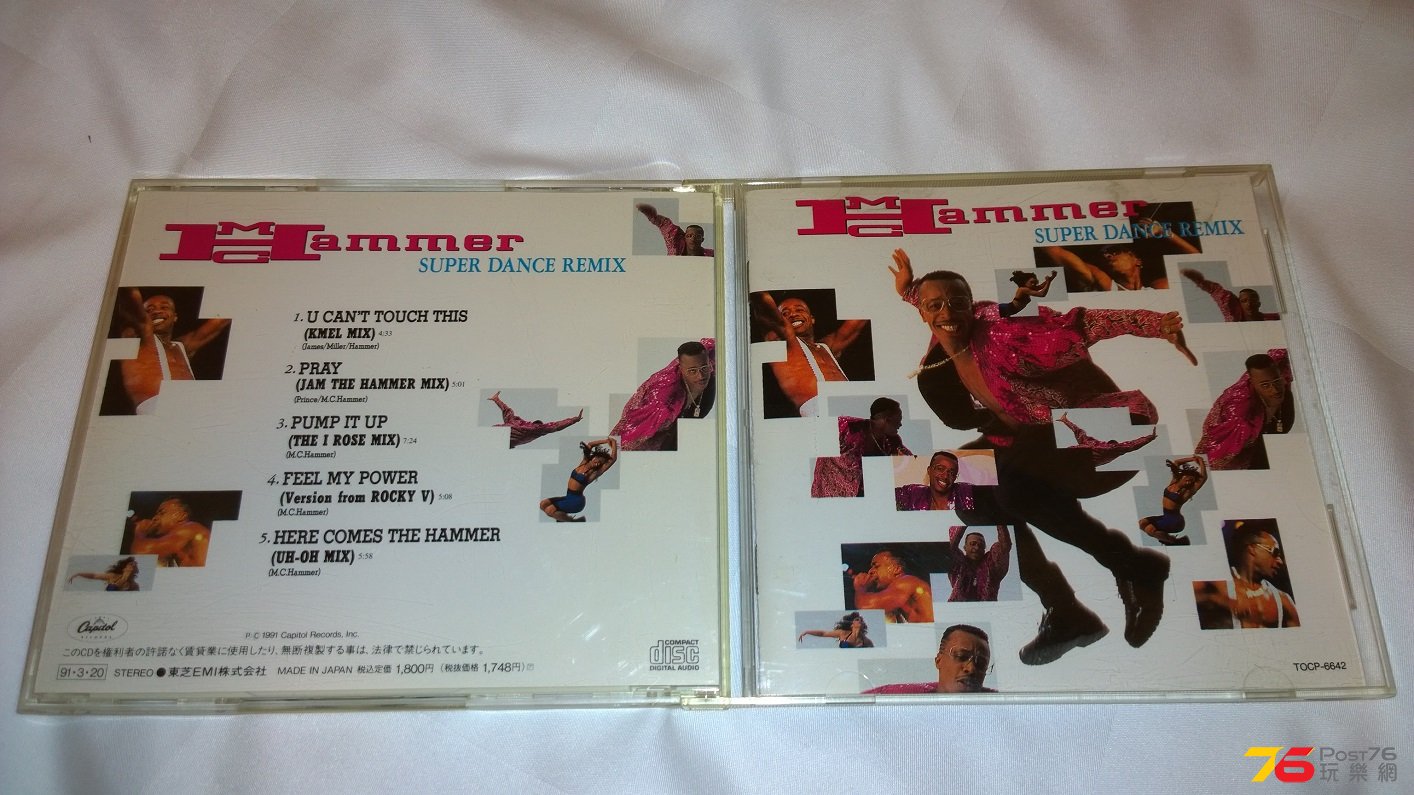 MC Hammer
SUPER DANCE REMIX
1. U CAN'T TOUCH THIS
(KMEL MIX) 4:33
(James/Miller/Hammer)
2. PRAY
(JAM THE HAMMER MIX) 5:01
(Prince/M.C.Hammer)
3. PUMP IT UP
(THE I ROSE MIX) 7:24
(M.C.Hammer)
4. FEEL MY POWER
(Version from ROCKY V) 5:08
(M.C.Hammer)
5. HERE COMES THE HAMMER
(UH-OH MIX) 5:58
(M.C.Hammer)
Capitol
RECORDS
P.© 1991 Capitol Records, Inc.
このCDを権利者の許諾なく賃貸業に使用したり、無断複製する事は、法律で禁じられています。
91・3・20 STEREO ●東芝EMI株式会社 MADE IN JAPAN 税込定価 1,800円 (税抜価格 1,748円)
COMPACT
disc
DIGITAL AUDIO
MC Hammer
SUPER DANCE REMIX
TOCP-6642
76 POST76
玩樂網